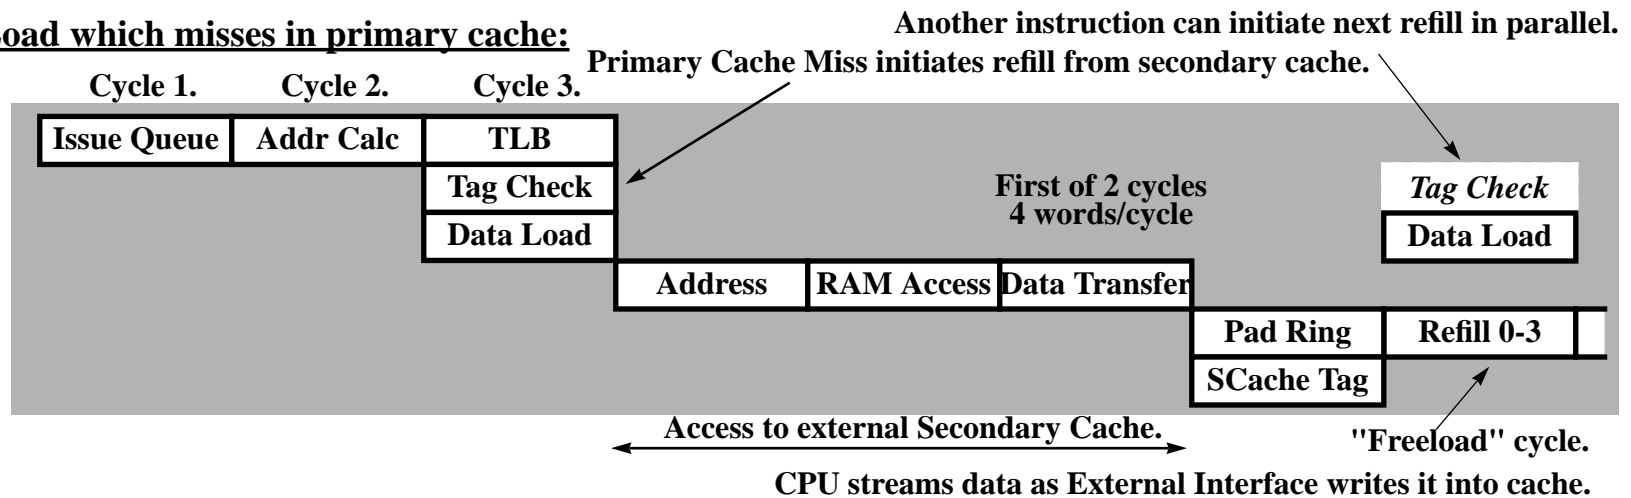 Another instruction can initiate next refill in parallel.
oad which misses in primary cache:
Primary Cache Miss initiates refill from secondary cache.
Cycle 1. Cycle 2. Cycle 3.
Issue Queue Addr Calc TLB
Tag Check First of 2 cycles Tag Check
4 words/cycle
Data Load Data Load
Address RAM Access Data Transfer
Pad Ring Refill 0-3
SCache Tag
Access to external Secondary Cache.
"Freeload" cycle.
CPU streams data as External Interface writes it into cache.